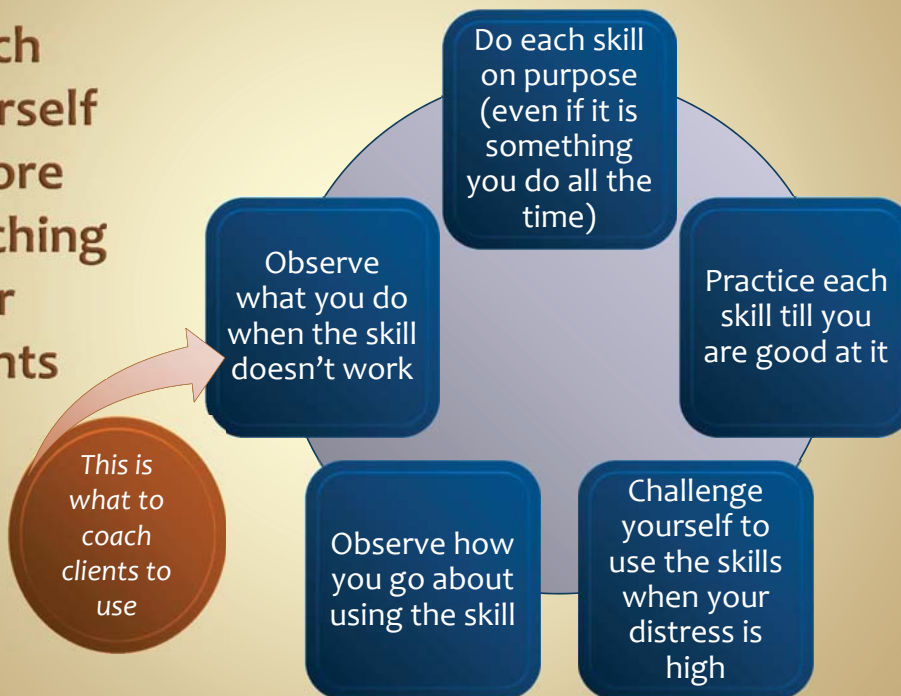 ch
rself
ore
ching
r
nts
Do each skill
on purpose
(even if it is
something
you do all the
time)
Practice each
skill till you
are good at it
Challenge
yourself to
use the skills
when your
distress is
high
Observe how
you go about
using the skill
Observe
what you do
when the skill
doesn’t work
This is
what to
coach
clients to
use